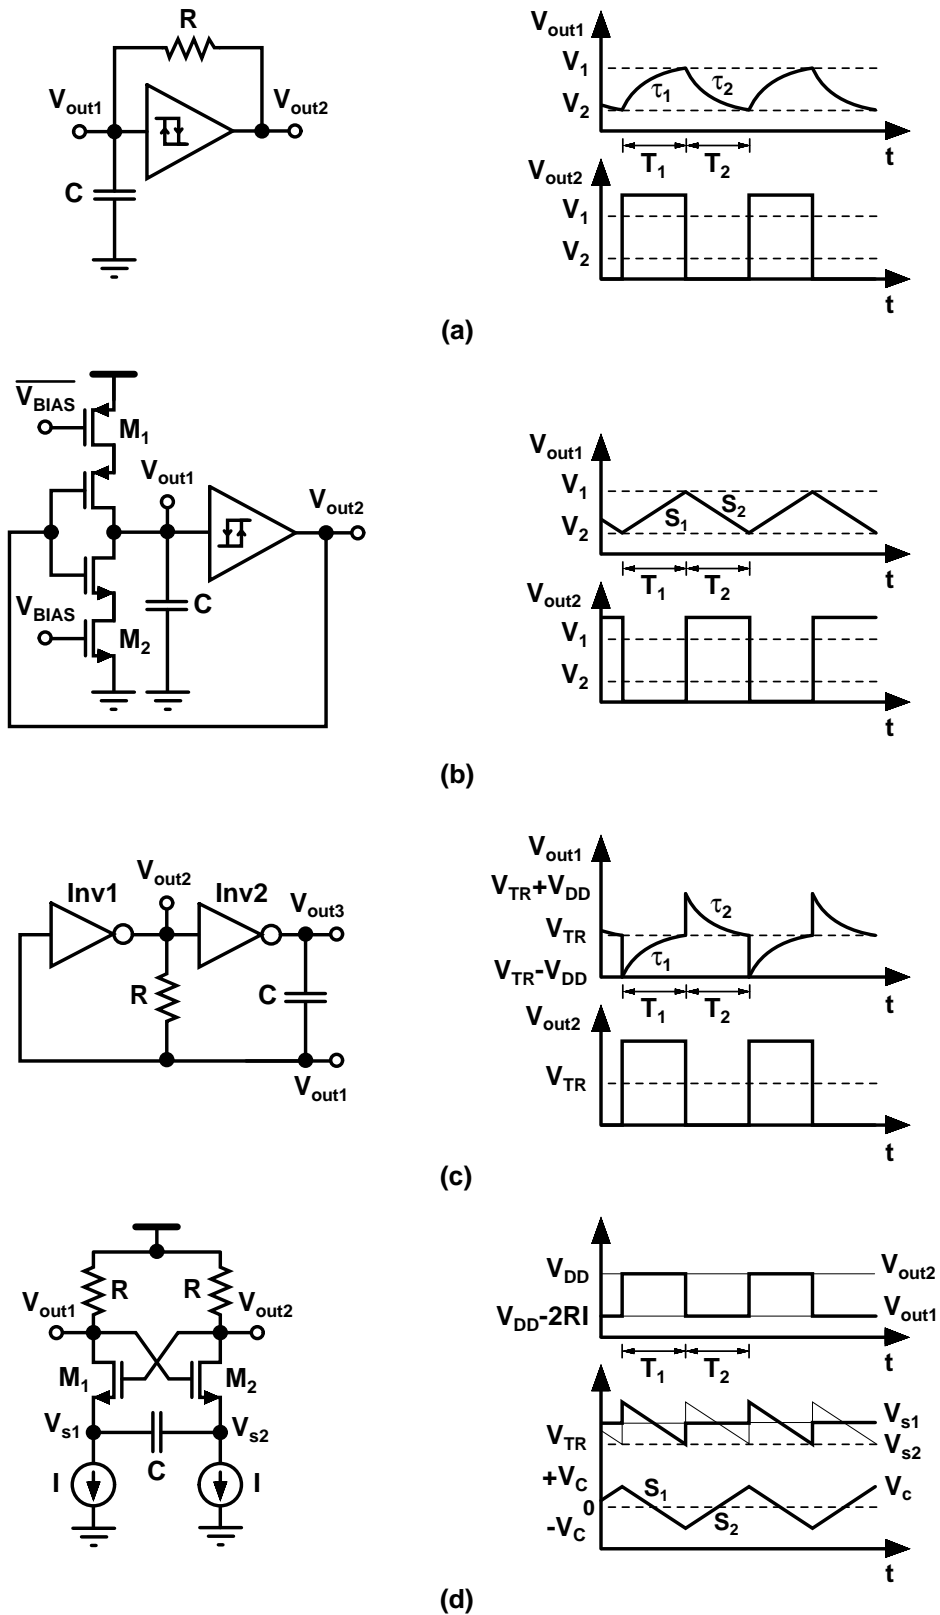 R
V_out1
V_out2
C
V_out1
V_1
V_2
τ_1
τ_2
T_1
T_2
t
V_out2
V_1
V_2
t
(a)
V_BIAS
M_1
V_out1
V_out2
C
V_BIAS
M_2
V_out1
V_1
V_2
S_1
S_2
T_1
T_2
t
V_out2
V_1
V_2
t
(b)
Inv1
V_out2
Inv2
V_out3
R
C
V_out1
V_out1
V_TR+V_DD
V_TR
V_TR-V_DD
τ_1
τ_2
T_1
T_2
t
V_out2
V_TR
t
(c)
R
R
V_out1
V_out2
M_1
M_2
V_s1
V_s2
C
I
I
V_DD
V_DD-2RI
V_out2
V_out1
T_1
T_2
t
V_TR
V_s1
V_s2
+V_C
0
-V_C
S_1
S_2
V_c
t
(d)